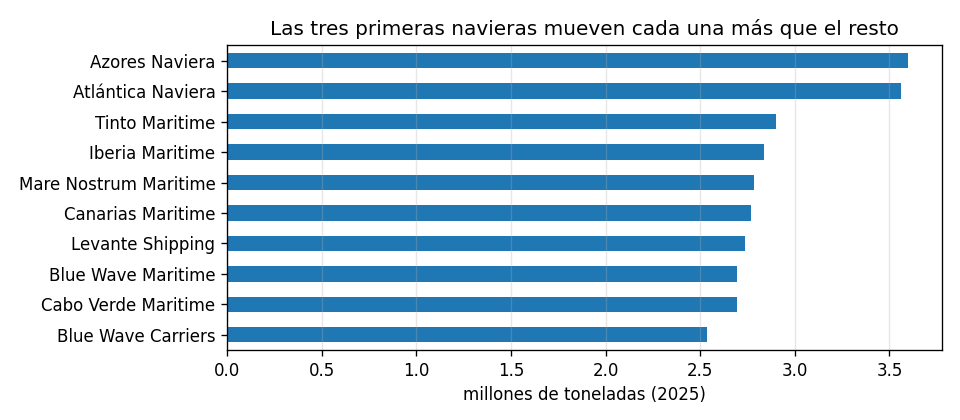 Las tres primeras navieras mueven cada una más que el resto
Azores Naviera
Atlántica Naviera
Tinto Maritime
Iberia Maritime
Mare Nostrum Maritime
Canarias Maritime
Levante Shipping
Blue Wave Maritime
Cabo Verde Maritime
Blue Wave Carriers
0.0 0.5 1.0 1.5 2.0 2.5 3.0 3.5
millones de toneladas (2025)